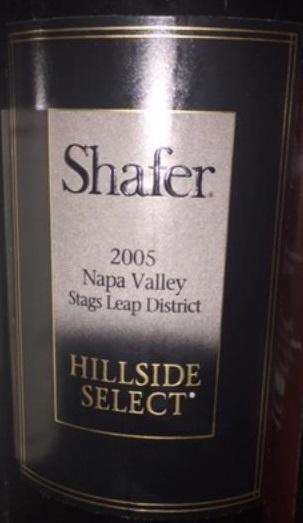 Shafer
2005
Napa Valley
Stags Leap District
HILLSIDE
SELECT